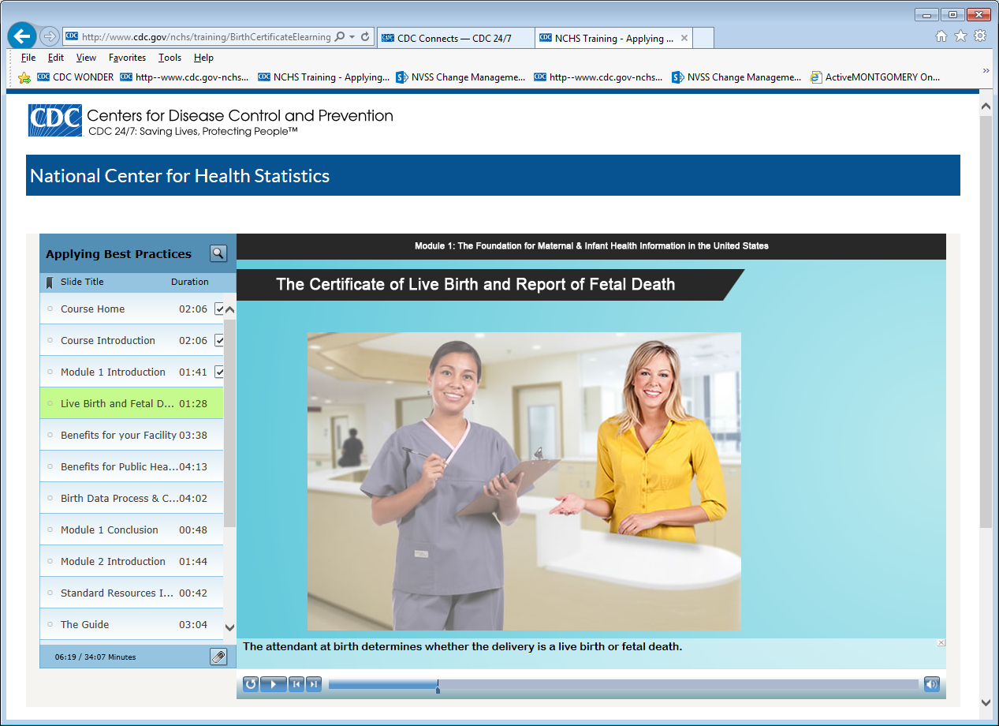 http://www.cdc.gov/nchs/training/BirthCertificateElearning
CDC Connects — CDC 24/7
NCHS Training - Applying ...
File Edit View Favorites Tools Help
CDC WONDER
http--www.cdc.gov-nchs...
NCHS Training - Applying...
NVSS Change Manageme...
http--www.cdc.gov-nchs...
NVSS Change Manageme...
ActiveMONTGOMERY On...
CDC Centers for Disease Control and Prevention
CDC 24/7: Saving Lives, Protecting People™
National Center for Health Statistics
Applying Best Practices
Slide Title Duration
Course Home 02:06
Course Introduction 02:06
Module 1 Introduction 01:41
Live Birth and Fetal D... 01:28
Benefits for your Facility 03:38
Benefits for Public Hea... 04:13
Birth Data Process & C... 04:02
Module 1 Conclusion 00:48
Module 2 Introduction 01:44
Standard Resources I... 00:42
The Guide 03:04
06:19 / 34:07 Minutes
Module 1: The Foundation for Maternal & Infant Health Information in the United States
The Certificate of Live Birth and Report of Fetal Death
The attendant at birth determines whether the delivery is a live birth or fetal death.